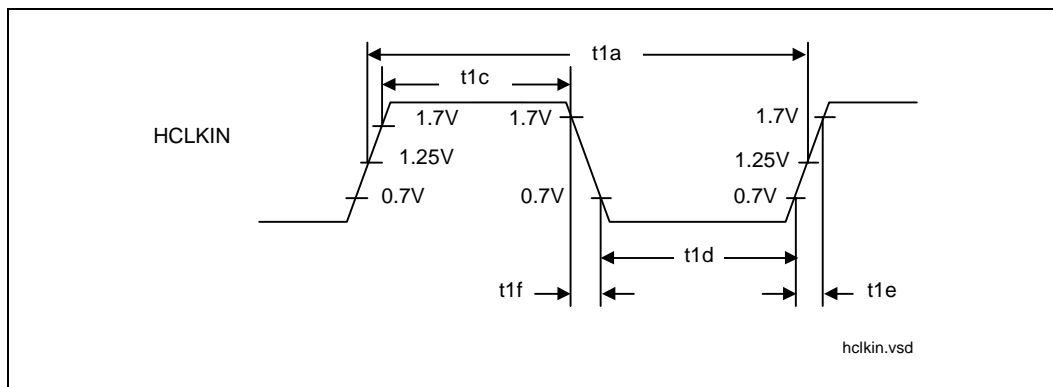 t1a
t1c
HCLKIN
1.7V 1.7V 1.7V
1.25V 1.25V
0.7V 0.7V 0.7V
t1d
t1f t1e
hclkin.vsd